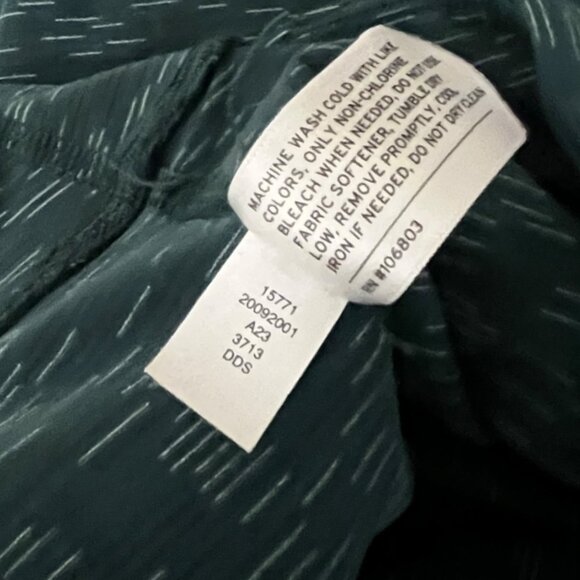 MACHINE WASH COLD WITH LIKE
COLORS, ONLY NON-CHLORINE
BLEACH WHEN NEEDED, DO NOT USE
FABRIC SOFTENER, TUMBLE DRY
LOW, REMOVE PROMPTLY, COOL
IRON IF NEEDED, DO NOT DRY CLEAN
RN #106803
15771
20092001
A23
3713
DDS